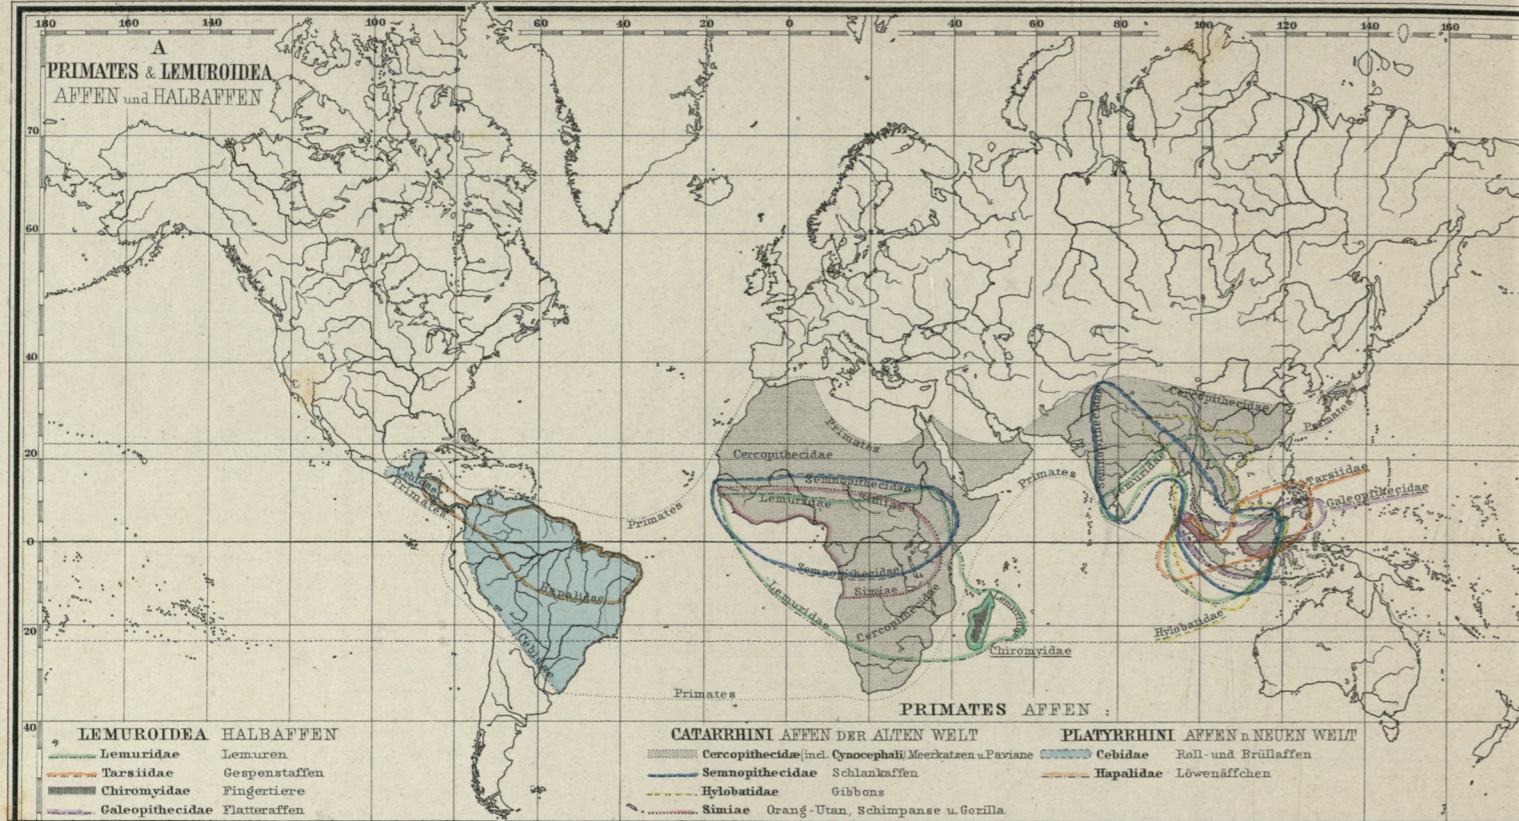 180 160 140 100 60 40 20 0 40 60 80 100 120 140 160
A
PRIMATES & LEMUROIDEA
AFFEN und HALBAFFEN
70
60
40
20
0
20
40
Cebidae
Primates
Hapalidae
Cebidae
Primates
Primates
Primates
Cercopithecidae
Semnopithecidae
Simiae
Lemuridae
Semnopithecidae
Simiae
Lemuridae
Cercopithecidae
Lemuridae
Chiromyidae
Primates
Cercopithecidae
Semnopithecidae
Lemuridae
Primates
Tarsiidae
Galeopithecidae
Hylobatidae
PRIMATES AFFEN :
LEMUROIDEA HALBAFFEN
Lemuridae Lemuren
Tarsiidae Gespenstaffen
Chiromyidae Fingertiere
Galeopithecidae Flatteraffen
CATARRHINI AFFEN DER ALTEN WELT
Cercopithecidæ (incl. Cynocephali) Meerkatzen u. Paviane
Semnopithecidae Schlankaffen
Hylobatidae Gibbons
Simiae Orang-Utan, Schimpanse u. Gorilla
PLATYRRHINI AFFEN D. NEUEN WELT
Cebidae Roll- und Brüllaffen
Hapalidae Löwenäffchen